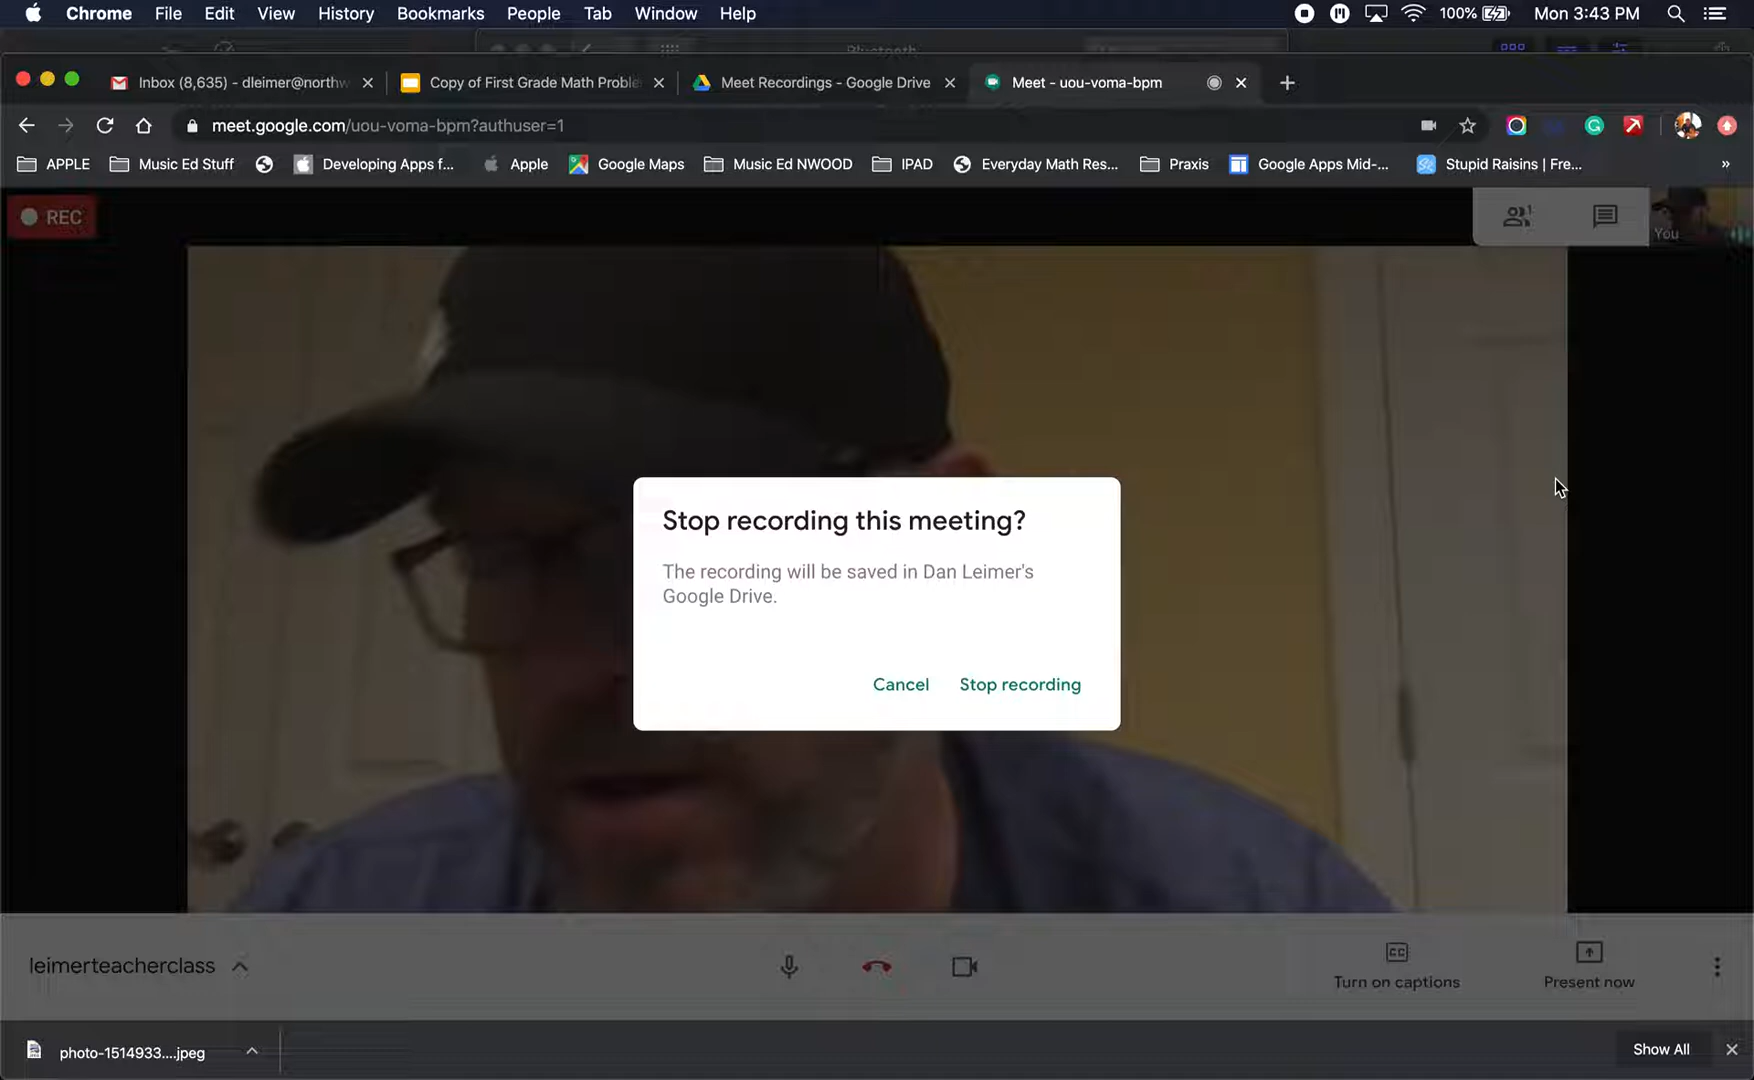 Chrome File Edit View History Bookmarks People Tab Window Help 100% Mon 3:43 PM
Bluetooth
Inbox (8,635) - dleimer@northw Copy of First Grade Math Proble Meet Recordings - Google Drive Meet - uou-voma-bpm
meet.google.com/uou-voma-bpm?authuser=1
APPLE Music Ed Stuff Developing Apps f... Apple Google Maps Music Ed NWOOD IPAD Everyday Math Res... Praxis Google Apps Mid-... Stupid Raisins | Fre... »
REC 1 You
Stop recording this meeting?
The recording will be saved in Dan Leimer's
Google Drive.
Cancel Stop recording
leimerteacherclass CC Turn on captions Present now
photo-1514933....jpeg Show All